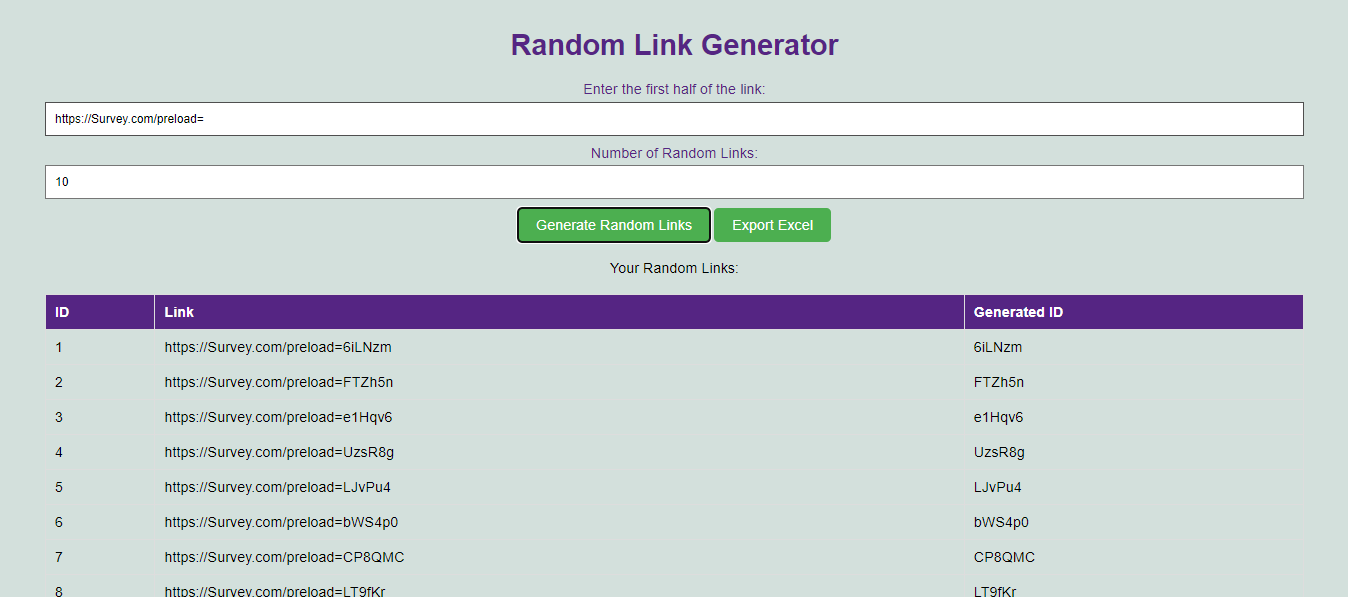 Random Link Generator
Enter the first half of the link:
https://Survey.com/preload=
Number of Random Links:
10
Generate Random Links Export Excel
Your Random Links:
ID Link Generated ID
1 https://Survey.com/preload=6iLNzm 6iLNzm
2 https://Survey.com/preload=FTZh5n FTZh5n
3 https://Survey.com/preload=e1Hqv6 e1Hqv6
4 https://Survey.com/preload=UzsR8g UzsR8g
5 https://Survey.com/preload=LJvPu4 LJvPu4
6 https://Survey.com/preload=bWS4p0 bWS4p0
7 https://Survey.com/preload=CP8QMC CP8QMC
8 https://Survey.com/preload=LT9fKr LT9fKr